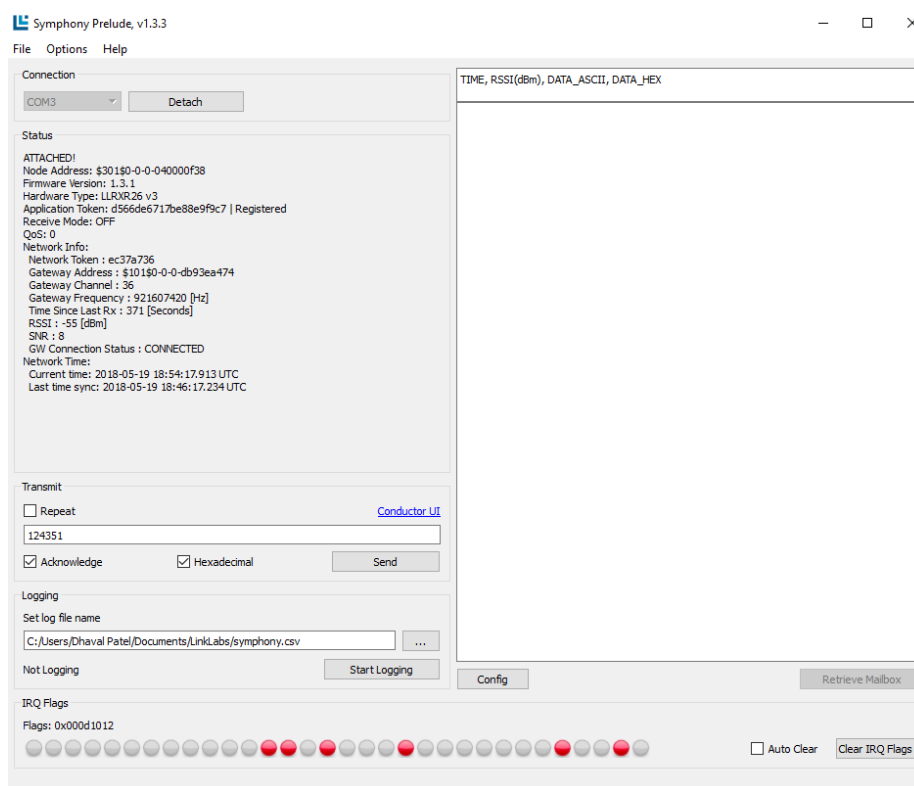 Symphony Prelude, v1.3.3
File Options Help
Connection
COM3 Detach
Status
ATTACHED!
Node Address: $301$0-0-0-040000f38
Firmware Version: 1.3.1
Hardware Type: LLRXR26 v3
Application Token: d566de6717be88e9f9c7 | Registered
Receive Mode: OFF
QoS: 0
Network Info:
Network Token : ec37a736
Gateway Address : $101$0-0-0-db93ea474
Gateway Channel : 36
Gateway Frequency : 921607420 [Hz]
Time Since Last Rx : 371 [Seconds]
RSSI : -55 [dBm]
SNR : 8
GW Connection Status : CONNECTED
Network Time:
Current time: 2018-05-19 18:54:17.913 UTC
Last time sync: 2018-05-19 18:46:17.234 UTC
Transmit
Repeat Conductor UI
124351
Acknowledge Hexadecimal Send
Logging
Set log file name
C:/Users/Dhaval Patel/Documents/LinkLabs/symphony.csv ...
Not Logging Start Logging
TIME, RSSI(dBm), DATA_ASCII, DATA_HEX
Config Retrieve Mailbox
IRQ Flags
Flags: 0x000d1012
Auto Clear Clear IRQ Flags